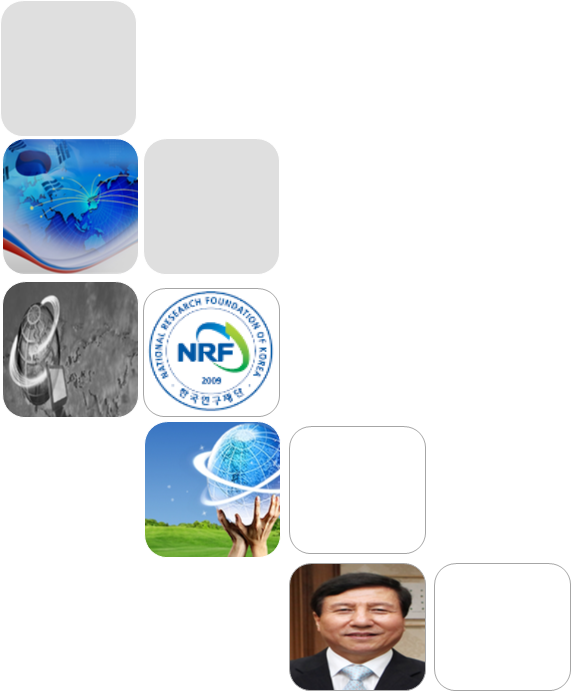 NATIONAL RESEARCH FOUNDATION OF KOREA
NRF
2009
한국연구재단